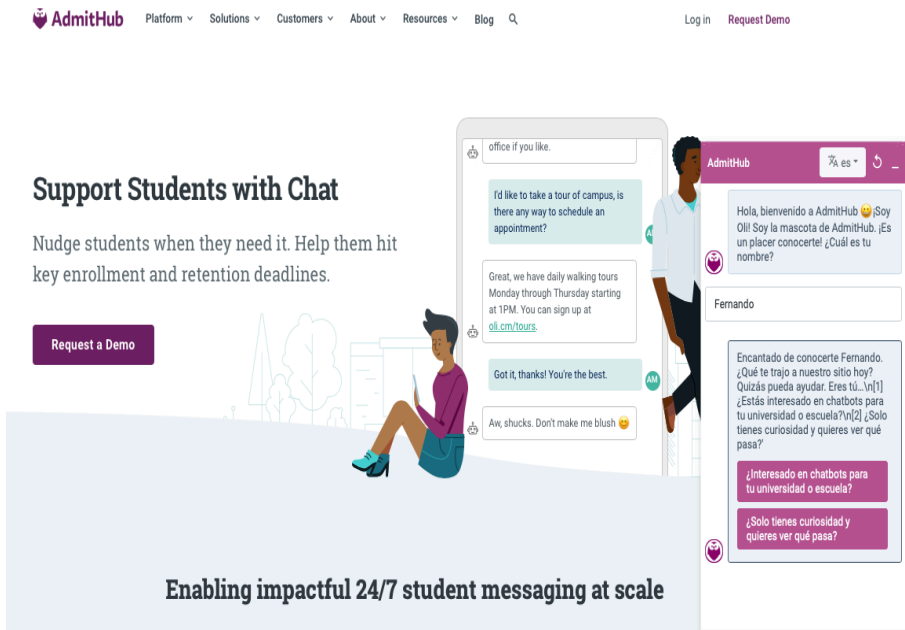 AdmitHub
Platform
Solutions
Customers
About
Resources
Blog
Log in
Request Demo
Support Students with Chat
Nudge students when they need it. Help them hit
key enrollment and retention deadlines.
Request a Demo
office if you like.
I'd like to take a tour of campus, is
there any way to schedule an
appointment?
Great, we have daily walking tours
Monday through Thursday starting
at 1PM. You can sign up at
oli.cm/tours.
Got it, thanks! You're the best.
AM
Aw, shucks. Don't make me blush 😄
AdmitHub
es
Hola, bienvenido a AdmitHub 😀¡Soy
Oli! Soy la mascota de AdmitHub. ¡Es
un placer conocerte! ¿Cuál es tu
nombre?
Fernando
Encantado de conocerte Fernando.
¿Qué te trajo a nuestro sitio hoy?
Quizás pueda ayudar. Eres tú...\n[1]
¿Estás interesado en chatbots para
tu universidad o escuela?\n[2] ¿Solo
tienes curiosidad y quieres ver qué
pasa?'
¿Interesado en chatbots para
tu universidad o escuela?
¿Solo tienes curiosidad y
quieres ver qué pasa?
Enabling impactful 24/7 student messaging at scale